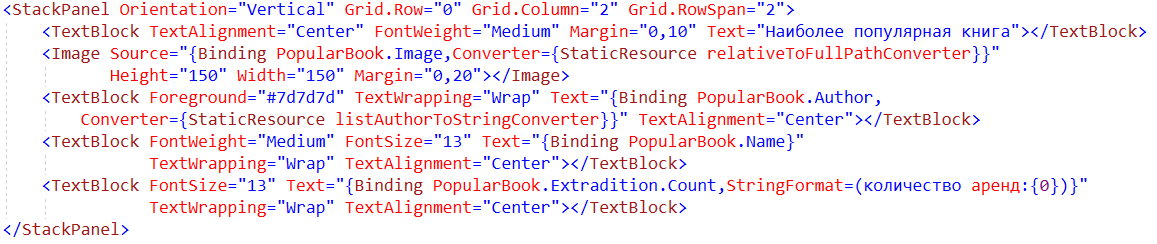 <StackPanel Orientation="Vertical" Grid.Row="0" Grid.Column="2" Grid.RowSpan="2">
<TextBlock TextAlignment="Center" FontWeight="Medium" Margin="0,10" Text="Наиболее популярная книга"></TextBlock>
<Image Source="{Binding PopularBook.Image,Converter={StaticResource relativeToFullPathConverter}}"
Height="150" Width="150" Margin="0,20"></Image>
<TextBlock Foreground="#7d7d7d" TextWrapping="Wrap" Text="{Binding PopularBook.Author,
Converter={StaticResource listAuthorToStringConverter}}" TextAlignment="Center"></TextBlock>
<TextBlock FontWeight="Medium" FontSize="13" Text="{Binding PopularBook.Name}"
TextWrapping="Wrap" TextAlignment="Center"></TextBlock>
<TextBlock FontSize="13" Text="{Binding PopularBook.Extradition.Count,StringFormat=(количество аренд:{0})}"
TextWrapping="Wrap" TextAlignment="Center"></TextBlock>
</StackPanel>